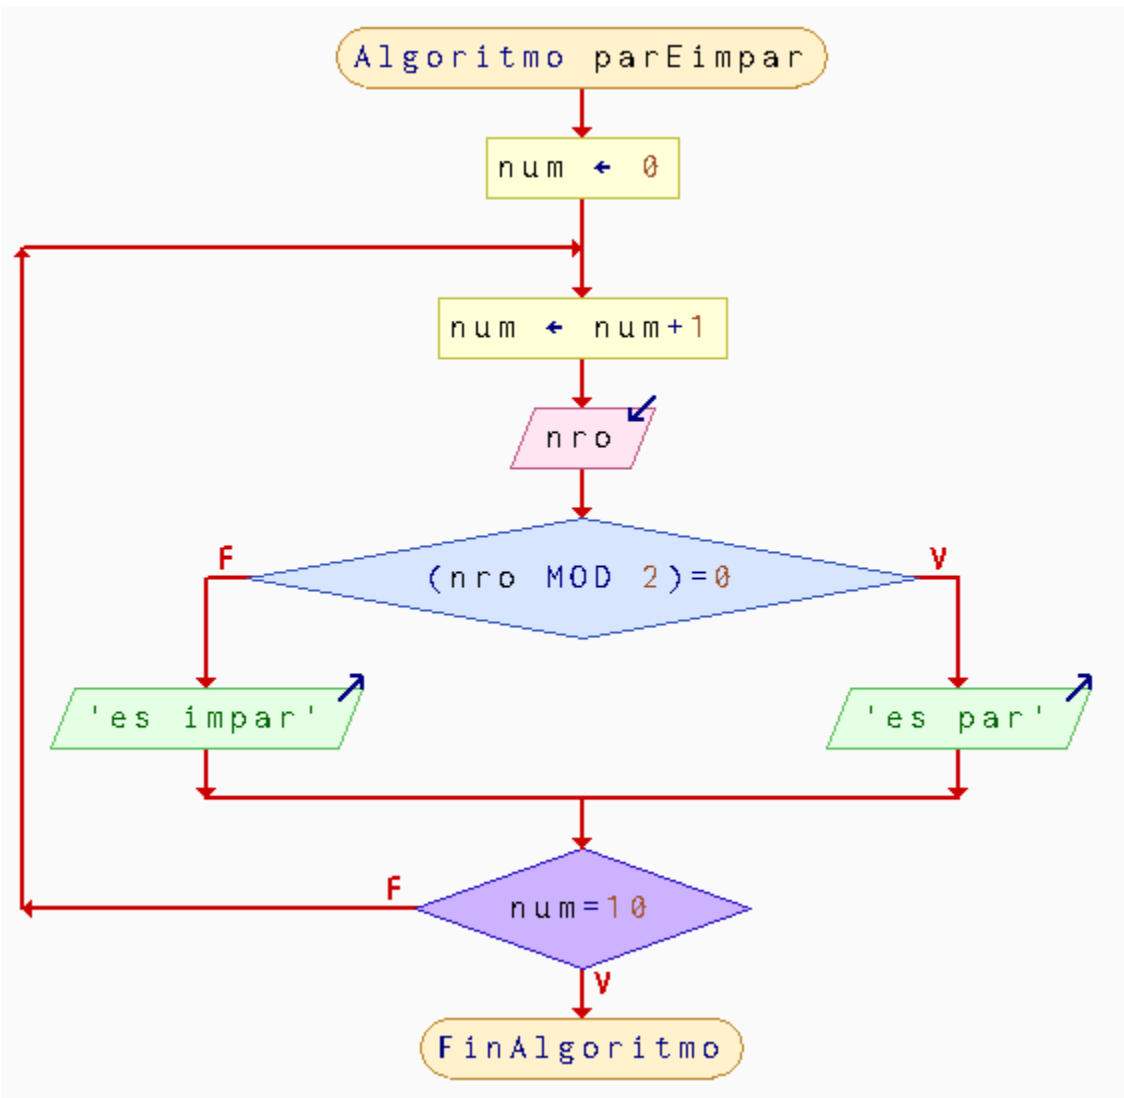 Algoritmo parEimpar
num ← 0
num ← num+1
nro
F
(nro MOD 2)=0
V
'es impar'
'es par'
F
num=10
V
FinAlgoritmo